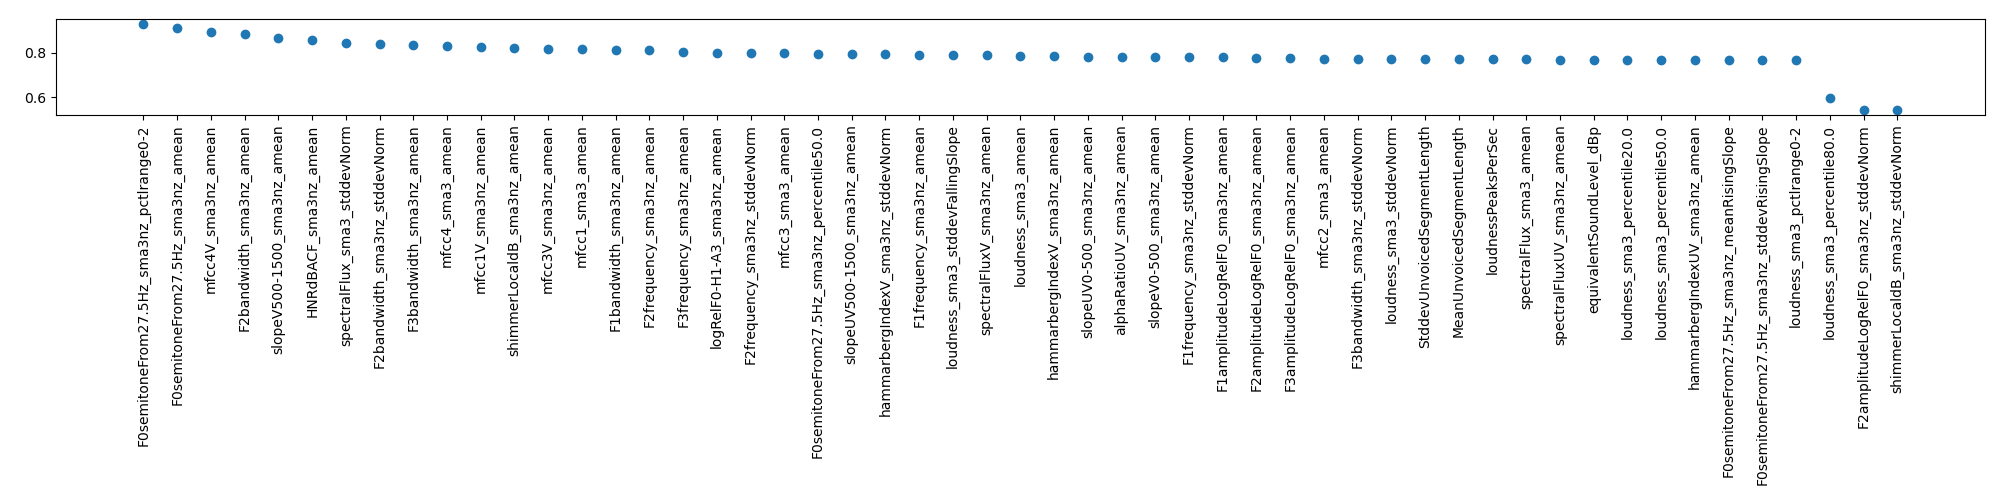 0.8
0.6
F0semitoneFrom27.5Hz_sma3nz_pctlrange0-2
F0semitoneFrom27.5Hz_sma3nz_amean
mfcc4V_sma3nz_amean
F2bandwidth_sma3nz_amean
slopeV500-1500_sma3nz_amean
HNRdBACF_sma3nz_amean
spectralFlux_sma3_stddevNorm
F2bandwidth_sma3nz_stddevNorm
F3bandwidth_sma3nz_amean
mfcc4_sma3_amean
mfcc1V_sma3nz_amean
shimmerLocaldB_sma3nz_amean
mfcc3V_sma3nz_amean
mfcc1_sma3_amean
F1bandwidth_sma3nz_amean
F2frequency_sma3nz_amean
F3frequency_sma3nz_amean
logRelF0-H1-A3_sma3nz_amean
F2frequency_sma3nz_stddevNorm
mfcc3_sma3_amean
F0semitoneFrom27.5Hz_sma3nz_percentile50.0
slopeUV500-1500_sma3nz_amean
hammarbergIndexV_sma3nz_stddevNorm
F1frequency_sma3nz_amean
loudness_sma3_stddevFallingSlope
spectralFluxV_sma3nz_amean
loudness_sma3_amean
hammarbergIndexV_sma3nz_amean
slopeUV0-500_sma3nz_amean
alphaRatioUV_sma3nz_amean
slopeV0-500_sma3nz_amean
F1frequency_sma3nz_stddevNorm
F1amplitudeLogRelF0_sma3nz_amean
F2amplitudeLogRelF0_sma3nz_amean
F3amplitudeLogRelF0_sma3nz_amean
mfcc2_sma3_amean
F3bandwidth_sma3nz_stddevNorm
loudness_sma3_stddevNorm
StddevUnvoicedSegmentLength
MeanUnvoicedSegmentLength
loudnessPeaksPerSec
spectralFlux_sma3_amean
spectralFluxUV_sma3nz_amean
equivalentSoundLevel_dBp
loudness_sma3_percentile20.0
loudness_sma3_percentile50.0
hammarbergIndexUV_sma3nz_amean
F0semitoneFrom27.5Hz_sma3nz_meanRisingSlope
F0semitoneFrom27.5Hz_sma3nz_stddevRisingSlope
loudness_sma3_pctlrange0-2
loudness_sma3_percentile80.0
F2amplitudeLogRelF0_sma3nz_stddevNorm
shimmerLocaldB_sma3nz_stddevNorm